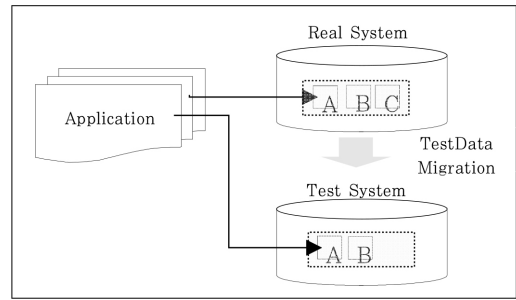 Real System
A B C
Application
TestData
Migration
Test System
A B